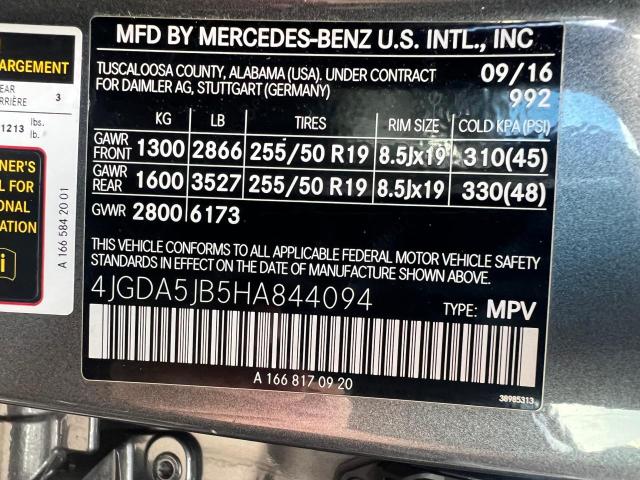 MFD BY MERCEDES-BENZ U.S. INTL., INC
TUSCALOOSA COUNTY, ALABAMA (USA). UNDER CONTRACT 09/16
FOR DAIMLER AG, STUTTGART (GERMANY) 992
KG LB TIRES RIM SIZE COLD KPA (PSI)
GAWR FRONT 1300 2866 255/50 R19 8.5Jx19 310(45)
GAWR REAR 1600 3527 255/50 R19 8.5Jx19 330(48)
GWR 2800 6173
THIS VEHICLE CONFORMS TO ALL APPLICABLE FEDERAL MOTOR VEHICLE SAFETY
STANDARDS IN EFFECT ON THE DATE OF MANUFACTURE SHOWN ABOVE.
4JGDA5JB5HA844094 TYPE: MPV
A 166 817 09 20
38985313
ARGEMENT
3
1213 lbs.
lb.
NER'S
L FOR
ONAL
ATION
A 166 584 20 01